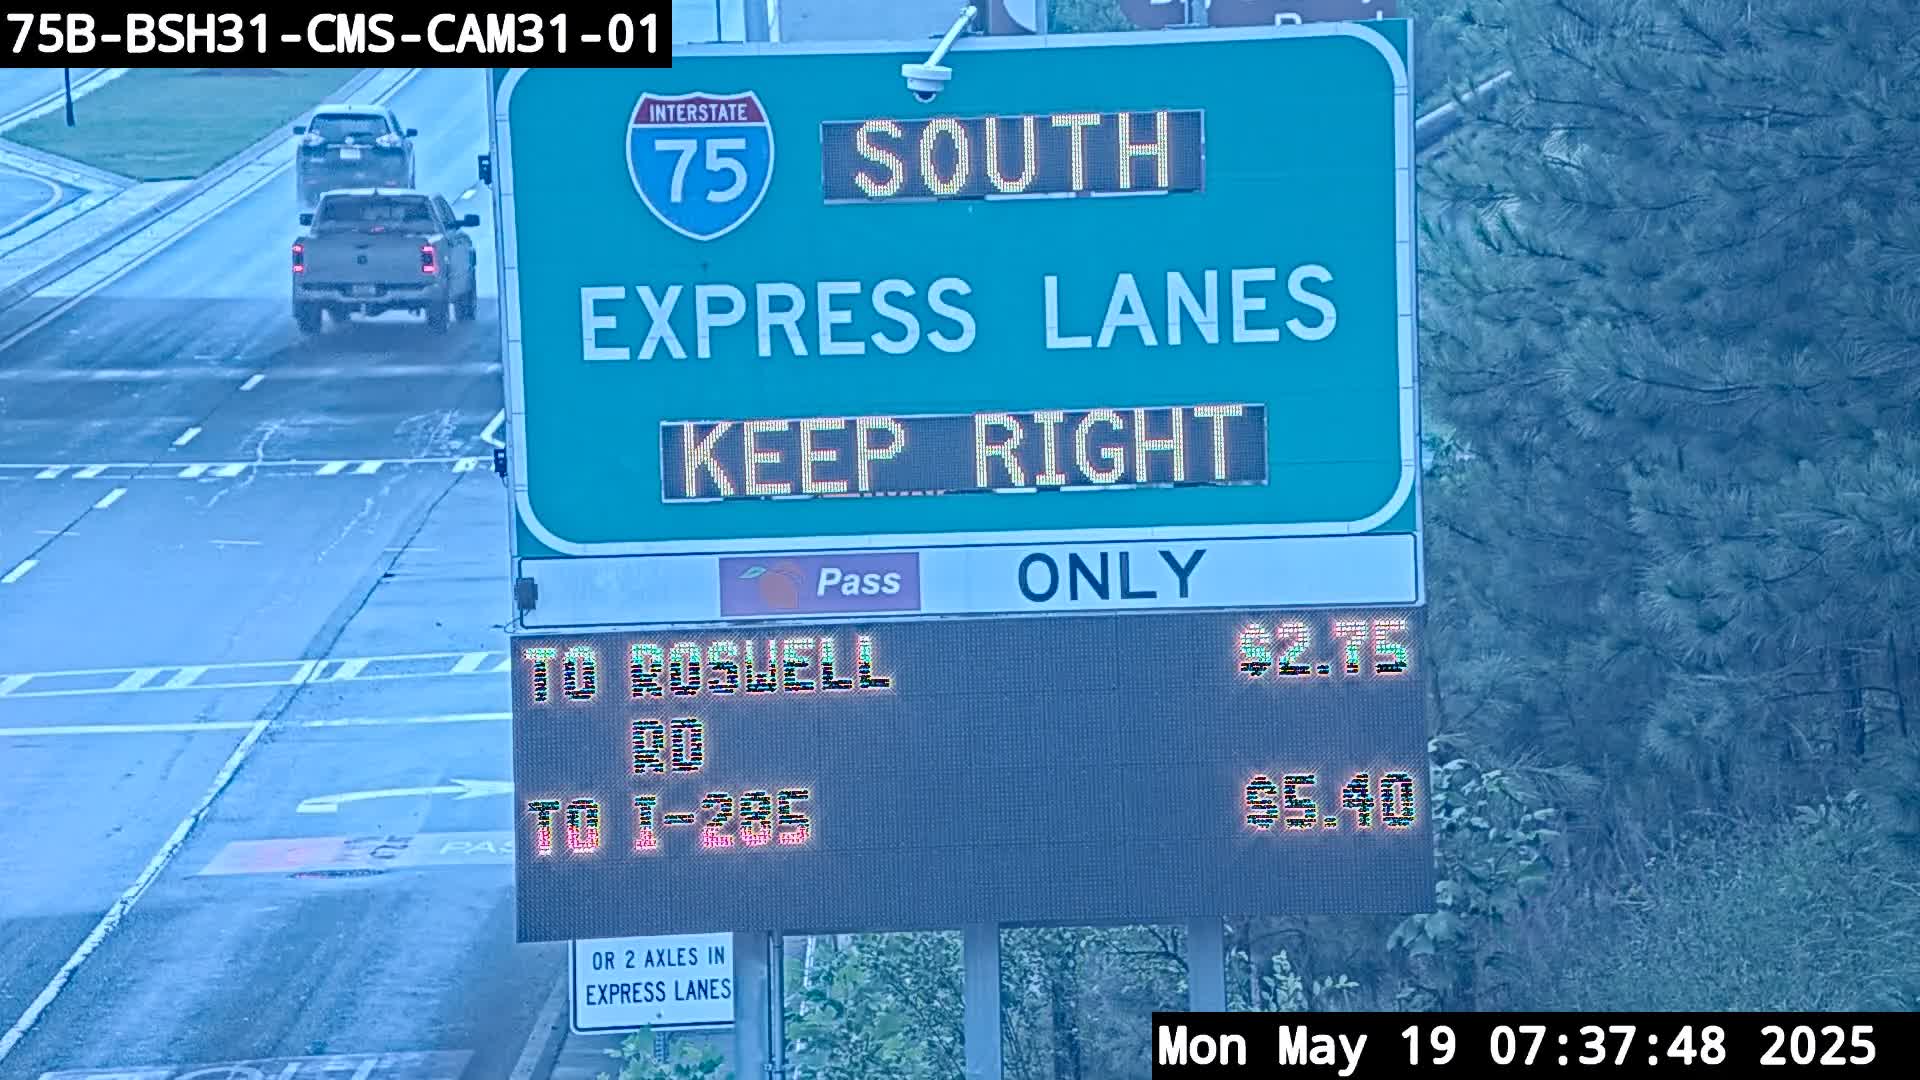 75B-BSH31-CMS-CAM31-01
INTERSTATE
75
SOUTH
EXPRESS LANES
KEEP RIGHT
Pass
ONLY
TO ROSWELL $2.75
RD
TO I-285 $5.40
OR 2 AXLES IN
EXPRESS LANES
Mon May 19 07:37:48 2025